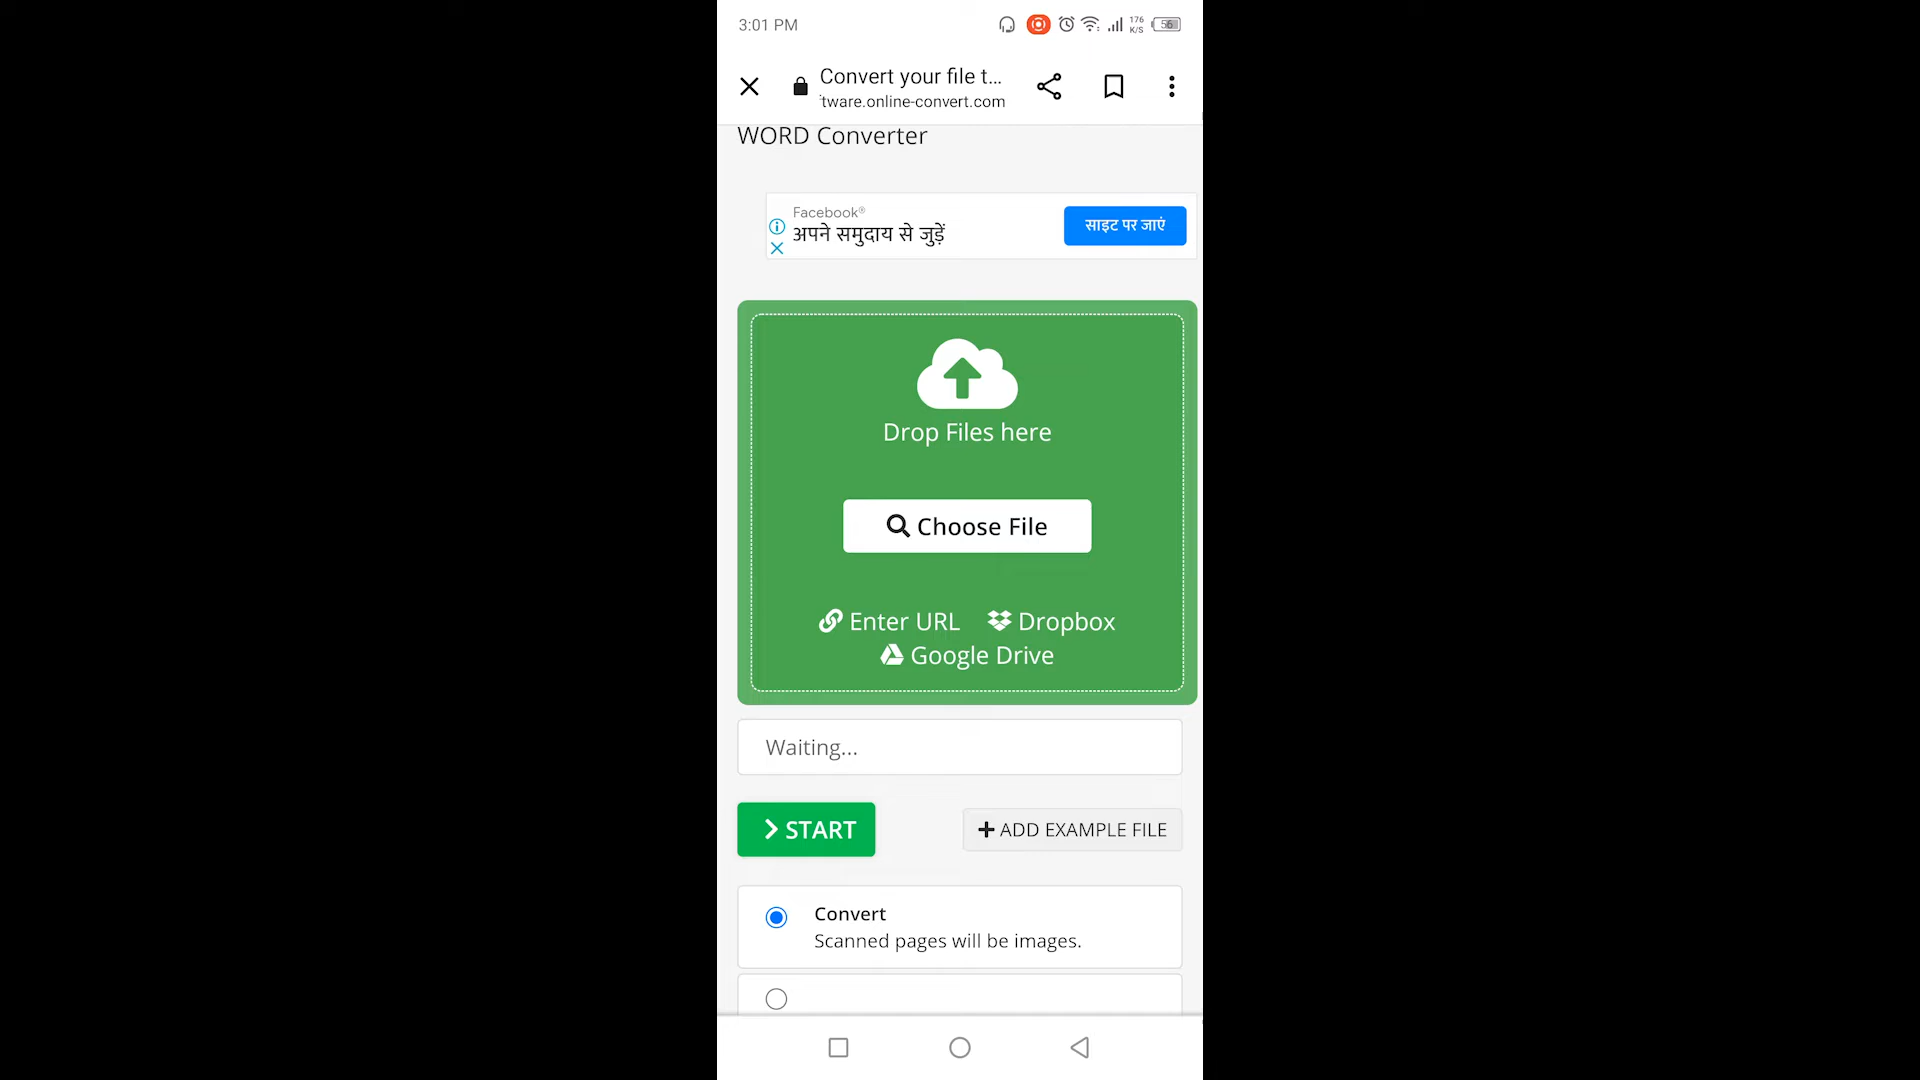 3:01 PM
176
K/S
56
Convert your file t...
tware.online-convert.com
WORD Converter
Facebook®
अपने समुदाय से जुड़ें
साइट पर जाएं
Drop Files here
Choose File
Enter URL Dropbox
Google Drive
Waiting...
START
ADD EXAMPLE FILE
Convert
Scanned pages will be images.